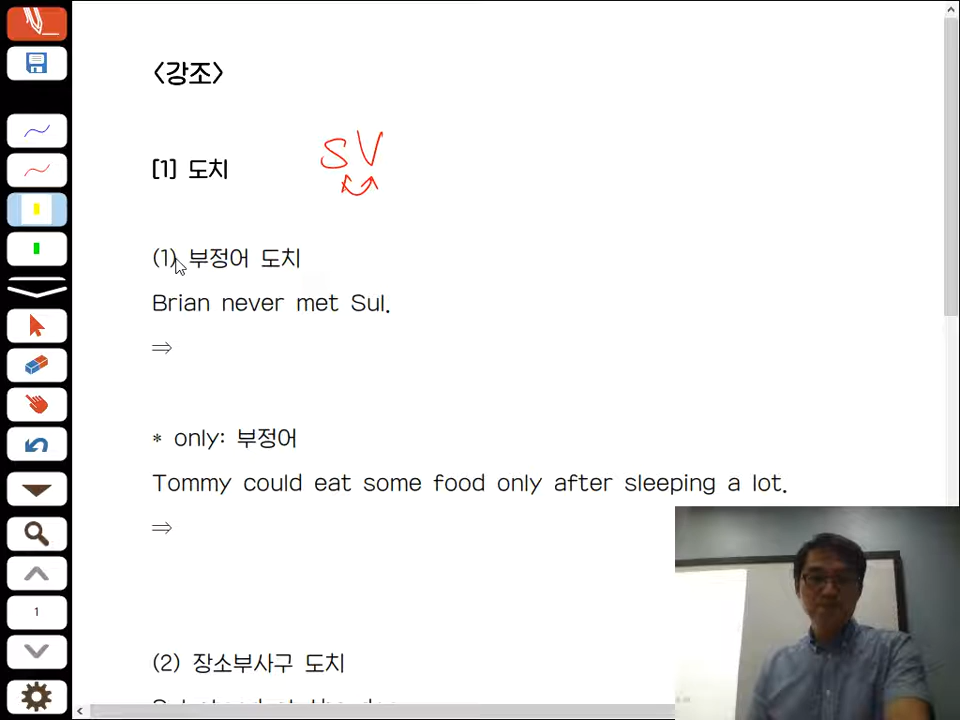 <강조>
SV
[1] 도치
(1) 부정어 도치
Brian never met Sul.
⇒
* only: 부정어
Tommy could eat some food only after sleeping a lot.
⇒
(2) 장소부사구 도치
1